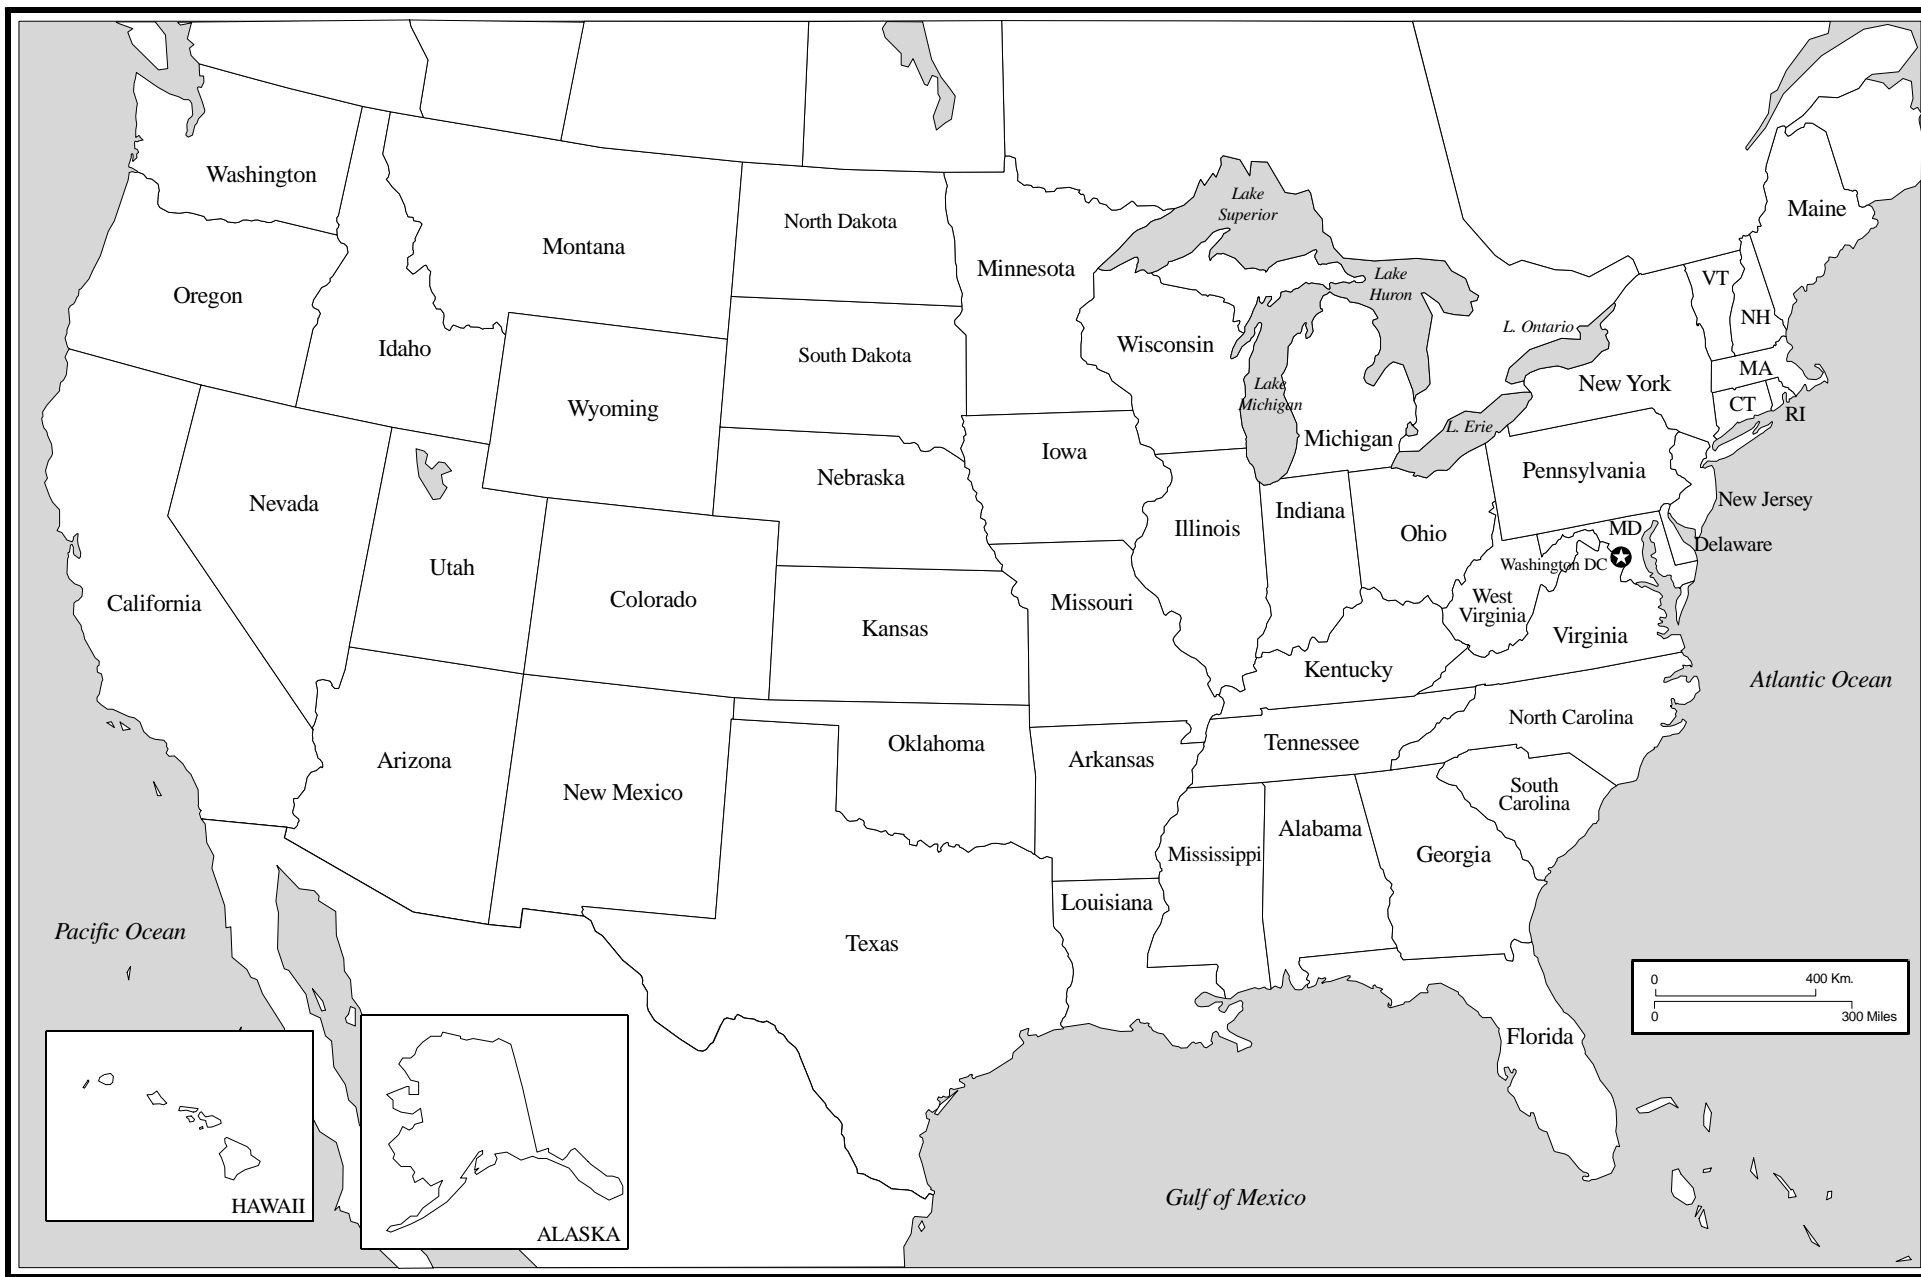 Washington
Oregon
California
Nevada
Idaho
Montana
Wyoming
Utah
Arizona
Colorado
New Mexico
North Dakota
South Dakota
Nebraska
Kansas
Oklahoma
Texas
Minnesota
Iowa
Missouri
Arkansas
Louisiana
Wisconsin
Illinois
Mississippi
Lake
Superior
Lake
Michigan
Lake
Huron
L. Erie
L. Ontario
Michigan
Indiana
Ohio
Kentucky
Tennessee
Alabama
Georgia
Florida
South
Carolina
North Carolina
Virginia
West
Virginia
Washington DC
MD
Delaware
New Jersey
Pennsylvania
New York
CT
RI
MA
VT
NH
Maine
Atlantic Ocean
Pacific Ocean
Gulf of Mexico
HAWAII
ALASKA
0
400 Km.
0
300 Miles